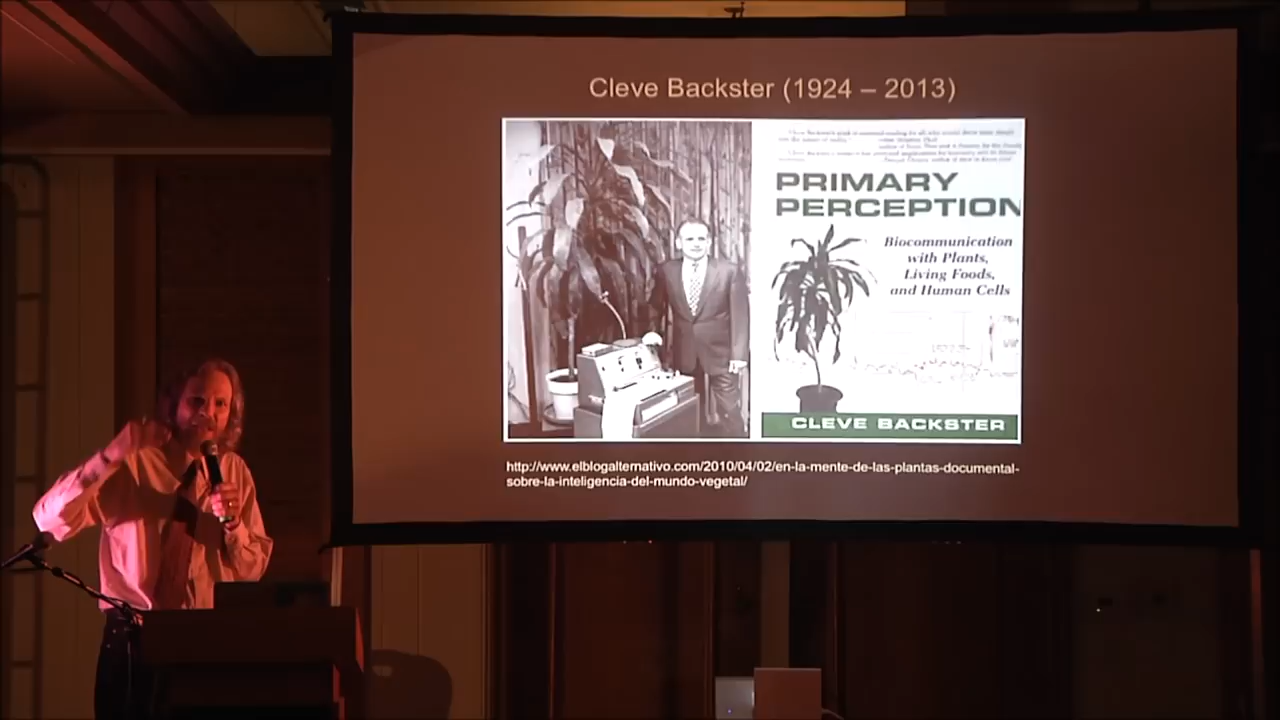 Cleve Backster (1924 – 2013)
PRIMARY
PERCEPTION
Biocommunication
with Plants,
Living Foods,
and Human Cells
CLEVE BACKSTER
http://www.elblogalternativo.com/2010/04/02/en-la-mente-de-las-plantas-documental-
sobre-la-inteligencia-del-mundo-vegetal/